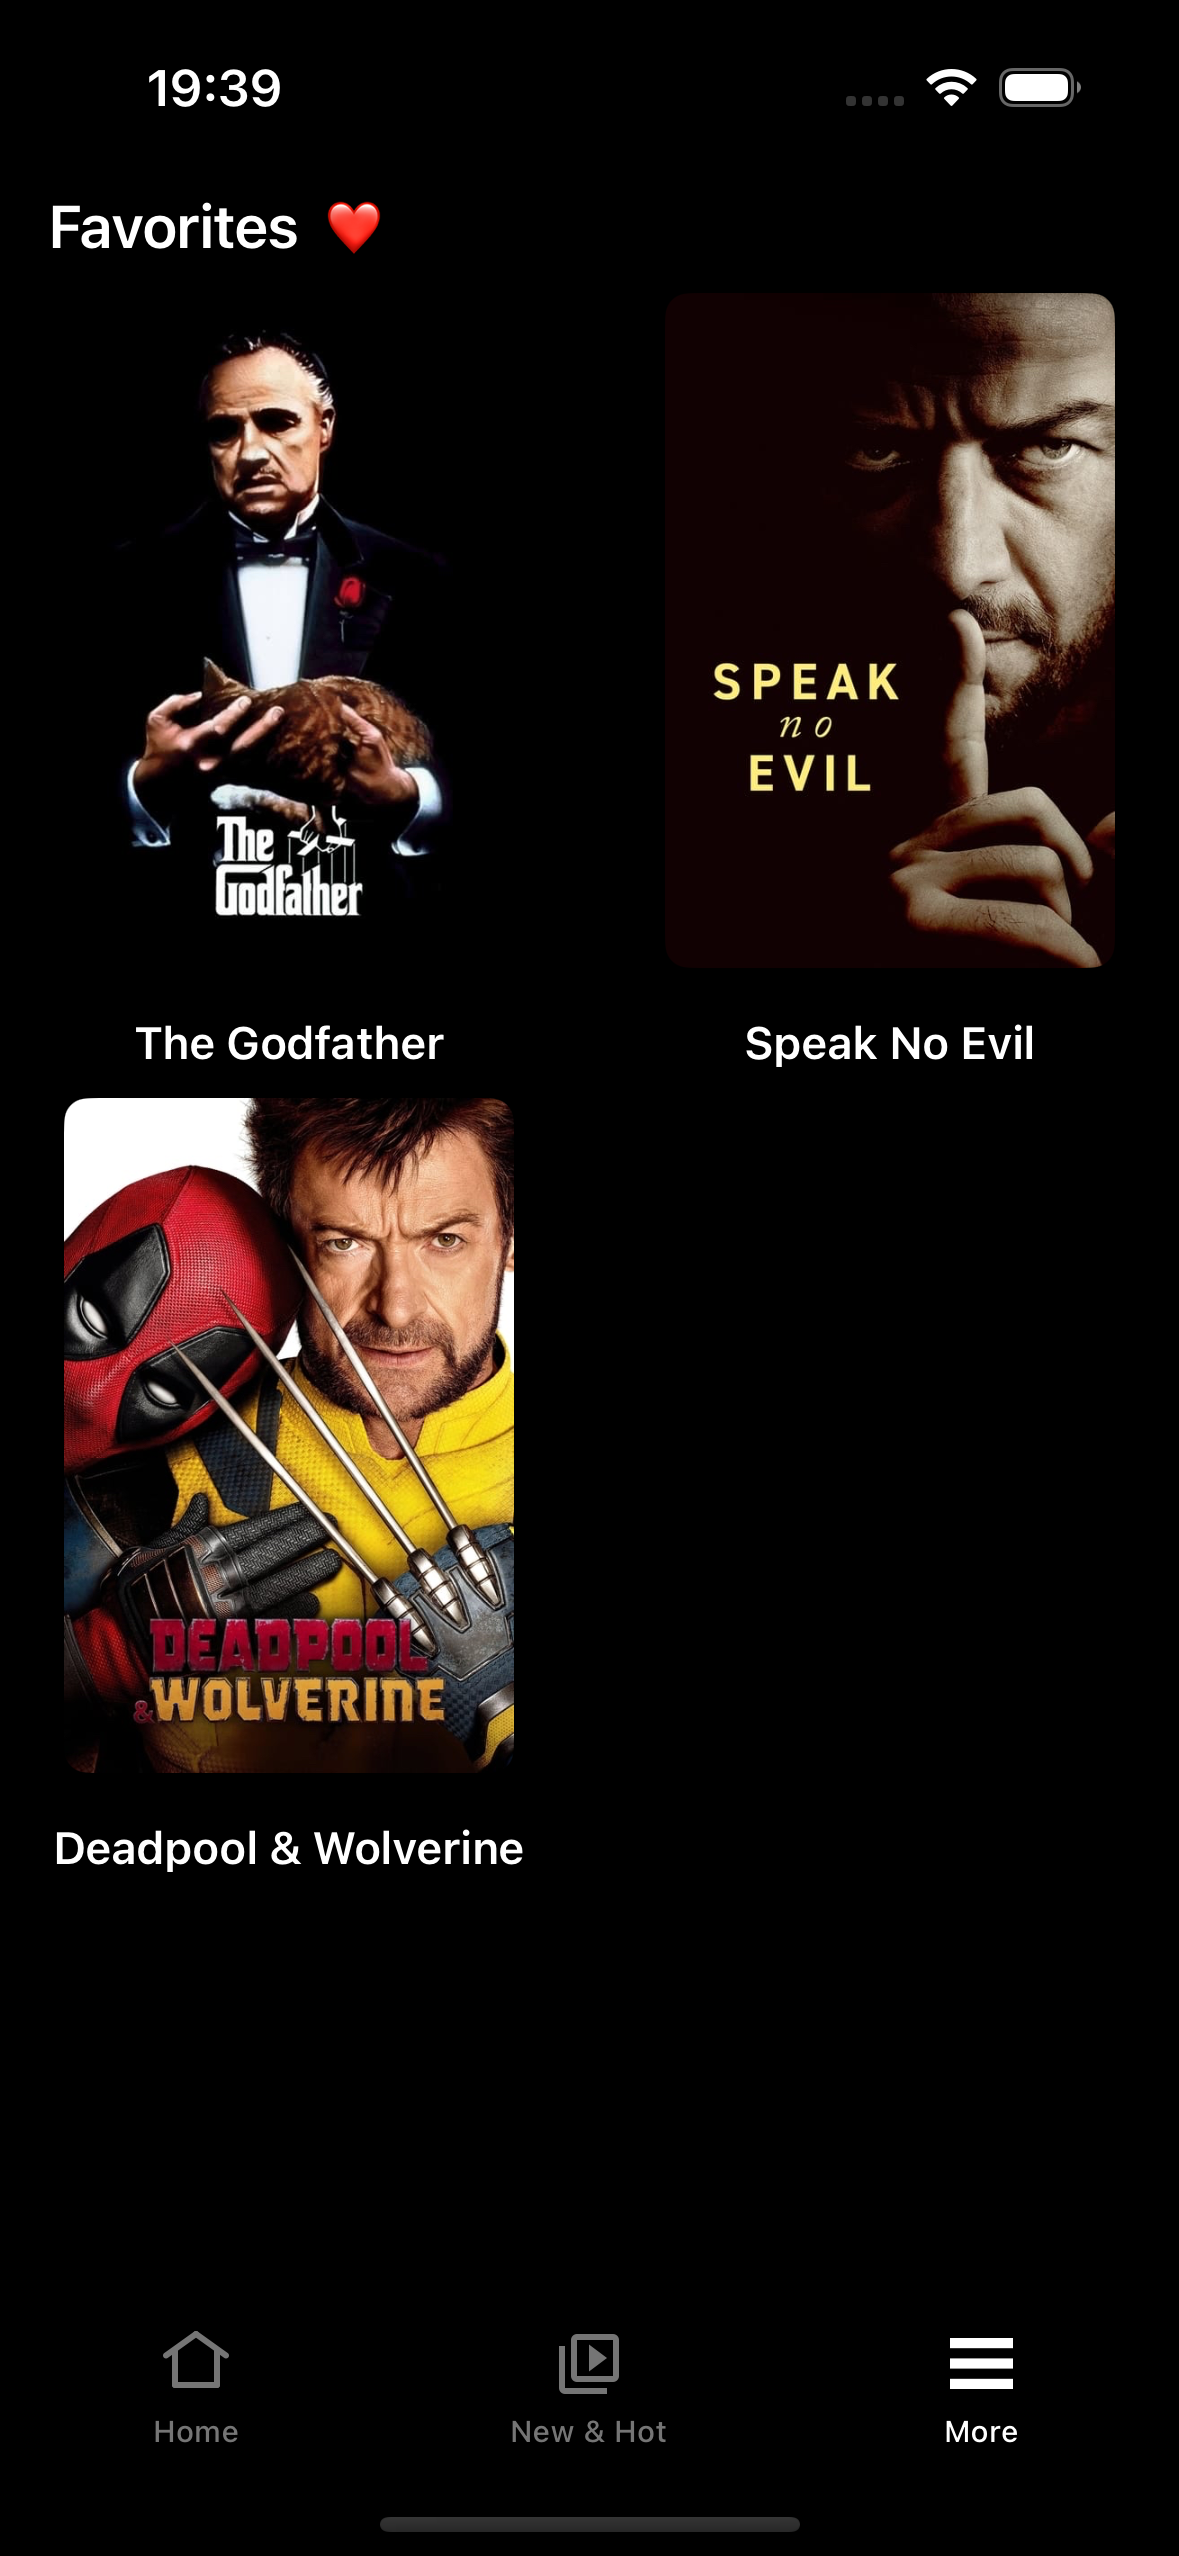 19:39
Favorites ❤️
The
Godfather
SPEAK
no
EVIL
The Godfather
Speak No Evil
DEADPOOL
&WOLVERINE
Deadpool & Wolverine
Home
New & Hot
More